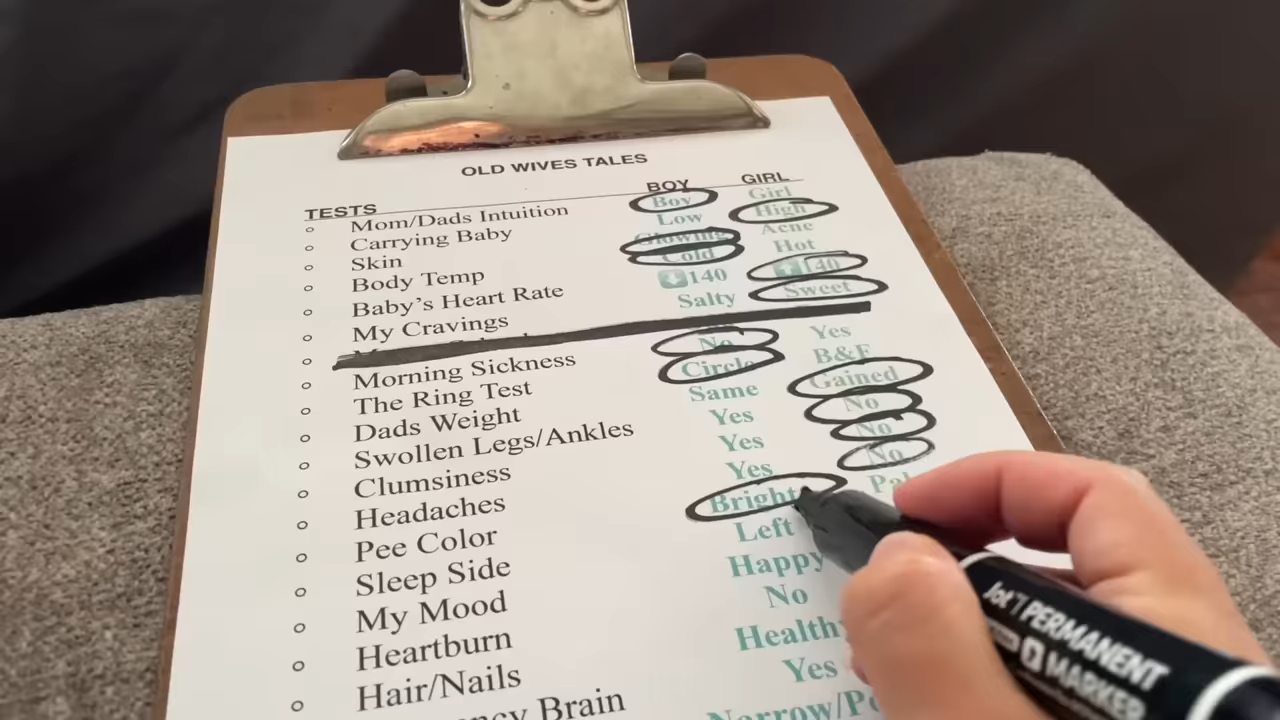 OLD WIVES TALES
TESTS BOY GIRL
Mom/Dads Intuition Boy Girl
Carrying Baby Low High
Skin Glowing Acne
Body Temp Cold Hot
Baby's Heart Rate ⬇140 ⬆140
My Cravings Salty Sweet
Morning Sickness No Yes
The Ring Test Circle B&F
Dads Weight Same Gained
Swollen Legs/Ankles Yes No
Clumsiness Yes No
Headaches Yes No
Pee Color Bright
Sleep Side Left
My Mood Happy
Heartburn No
Hair/Nails Health
Brain Yes
jot PERMANENT
MARKER